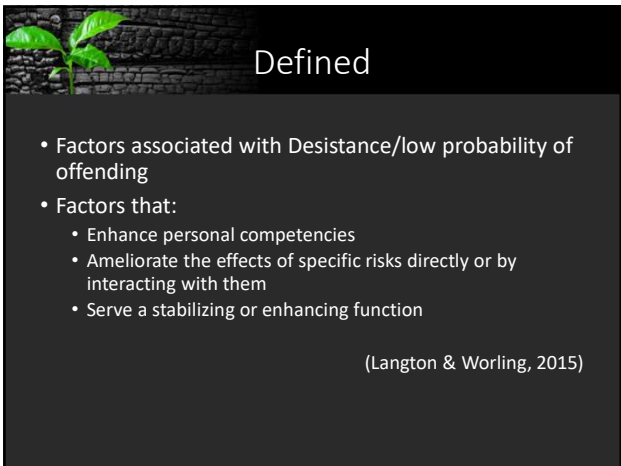 Defined
• Factors associated with Desistance/low probability of
offending
• Factors that:
• Enhance personal competencies
• Ameliorate the effects of specific risks directly or by
interacting with them
• Serve a stabilizing or enhancing function
(Langton & Worling, 2015)